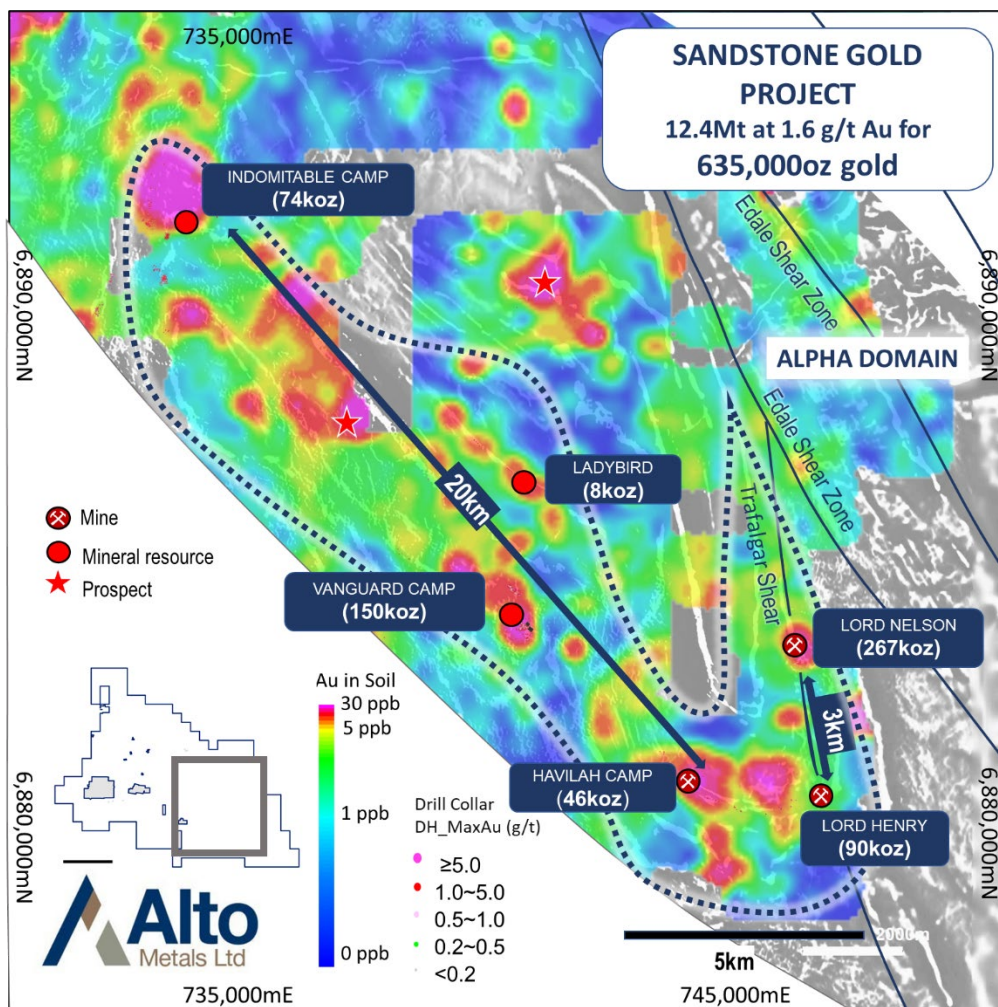 735,000mE
SANDSTONE GOLD
PROJECT
12.4Mt at 1.6 g/t Au for
635,000oz gold
INDOMITABLE CAMP
(74koz)
Edale Shear Zone
6,890,000mN
6,890,000mN
ALPHA DOMAIN
Edale Shear Zone
LADYBIRD
(8koz)
20km
Trafalgar Shear
Mine
Mineral resource
Prospect
VANGUARD CAMP
(150koz)
LORD NELSON
(267koz)
3km
Au in Soil
30 ppb
5 ppb
1 ppb
0 ppb
HAVILAH CAMP
(46koz)
LORD HENRY
(90koz)
6,880,000mN
6,880,000mN
Drill Collar
DH_MaxAu (g/t)
≥5.0
1.0~5.0
0.5~1.0
0.2~0.5
<0.2
Alto
Metals Ltd
2000m
5km
735,000mE
745,000mE